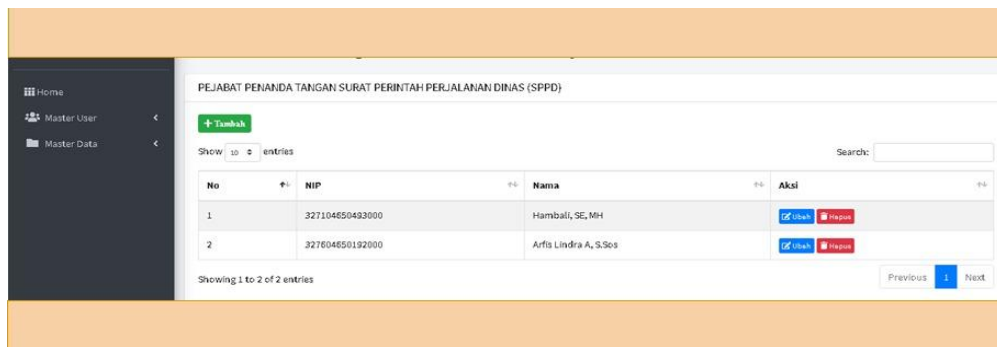 Home
PEJABAT PENANDA TANGAN SURAT PERINTAH PERJALANAN DINAS (SPPD)
Master User
+ Tambah
Master Data
Show 10 entries
Search:
No NIP Nama Aksi
1 327104650493000 Hambali, SE, MH Ubah Hapus
2 327604650192000 Arfis Lindra A, S.Sos Ubah Hapus
Showing 1 to 2 of 2 entries
Previous 1 Next